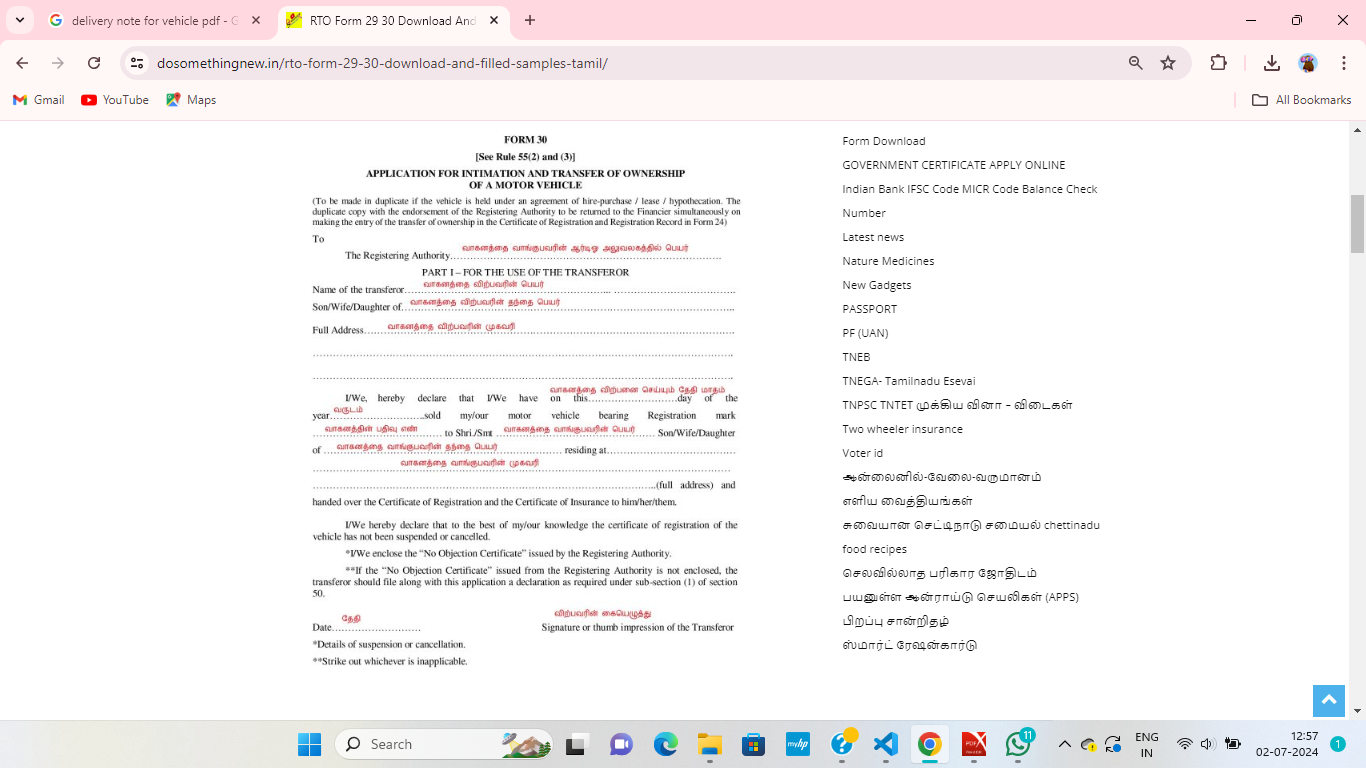 delivery note for vehicle pdf - G
RTO Form 29 30 Download And
dosomethingnew.in/rto-form-29-30-download-and-filled-samples-tamil/
Gmail
YouTube
Maps
All Bookmarks
FORM 30
[See Rule 55(2) and (3)]
APPLICATION FOR INTIMATION AND TRANSFER OF OWNERSHIP
OF A MOTOR VEHICLE
(To be made in duplicate if the vehicle is held under an agreement of hire-purchase / lease / hypothecation. The
duplicate copy with the endorsement of the Registering Authority to be returned to the Financier simultaneously on
making the entry of the transfer of ownership in the Certificate of Registration and Registration Record in Form 24)
To
வாகனத்தை வாங்குபவரின் ஆர்டிஓ அலுவலகத்தில் பெயர்
The Registering Authority……………………………………………………………
PART I – FOR THE USE OF THE TRANSFEROR
வாகனத்தை விற்பவரின் பெயர்
Name of the transferor……………………………………………………………
வாகனத்தை விற்பவரின் தந்தை பெயர்
Son/Wife/Daughter of……………………………………………………………
வாகனத்தை விற்பவரின் முகவரி
Full Address……………………………………………………………
வாகனத்தை விற்பனை செய்யும் தேதி மாதம்
I/We, hereby declare that I/We have on this……………………day of the
வருடம்
year……………………..sold my/our motor vehicle bearing Registration mark
வாகனத்தின் பதிவு எண் to Shri./Smt வாகனத்தை வாங்குபவரின் பெயர் Son/Wife/Daughter
of வாகனத்தை வாங்குபவரின் தந்தை பெயர் residing at……………………………
வாகனத்தை வாங்குபவரின் முகவரி
……………………………………………………………..(full address) and
handed over the Certificate of Registration and the Certificate of Insurance to him/her/them.
I/We hereby declare that to the best of my/our knowledge the certificate of registration of the
vehicle has not been suspended or cancelled.
*I/We enclose the “No Objection Certificate” issued by the Registering Authority.
**If the “No Objection Certificate” issued from the Registering Authority is not enclosed, the
transferor should file along with this application a declaration as required under sub-section (1) of section
50.
தேதி
விற்பவரின் கையெழுத்து
Date……………………… Signature or thumb impression of the Transferor
*Details of suspension or cancellation.
**Strike out whichever is inapplicable.
Form Download
GOVERNMENT CERTIFICATE APPLY ONLINE
Indian Bank IFSC Code MICR Code Balance Check
Number
Latest news
Nature Medicines
New Gadgets
PASSPORT
PF (UAN)
TNEB
TNEGA- Tamilnadu Esevai
TNPSC TNTET முக்கிய வினா – விடைகள்
Two wheeler insurance
Voter id
ஆன்லைனில்-வேலை-வருமானம்
எளிய வைத்தியங்கள்
சுவையான செட்டிநாடு சமையல் chettinadu
food recipes
செலவில்லாத பரிகார ஜோதிடம்
பயனுள்ள ஆன்ராய்டு செயலிகள் (APPS)
பிறப்பு சான்றிதழ்
ஸ்மார்ட் ரேஷன்கார்டு
Search
myhp
PDF
11
ENG
IN
12:57
02-07-2024
1